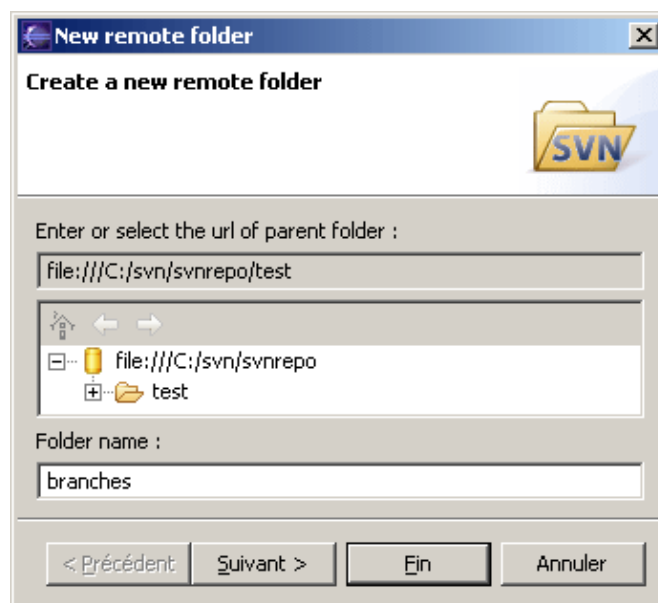 New remote folder
Create a new remote folder
SVN
Enter or select the url of parent folder :
file:///C:/svn/svnrepo/test
file:///C:/svn/svnrepo
test
Folder name :
branches
< Précédent Suivant > Fin Annuler